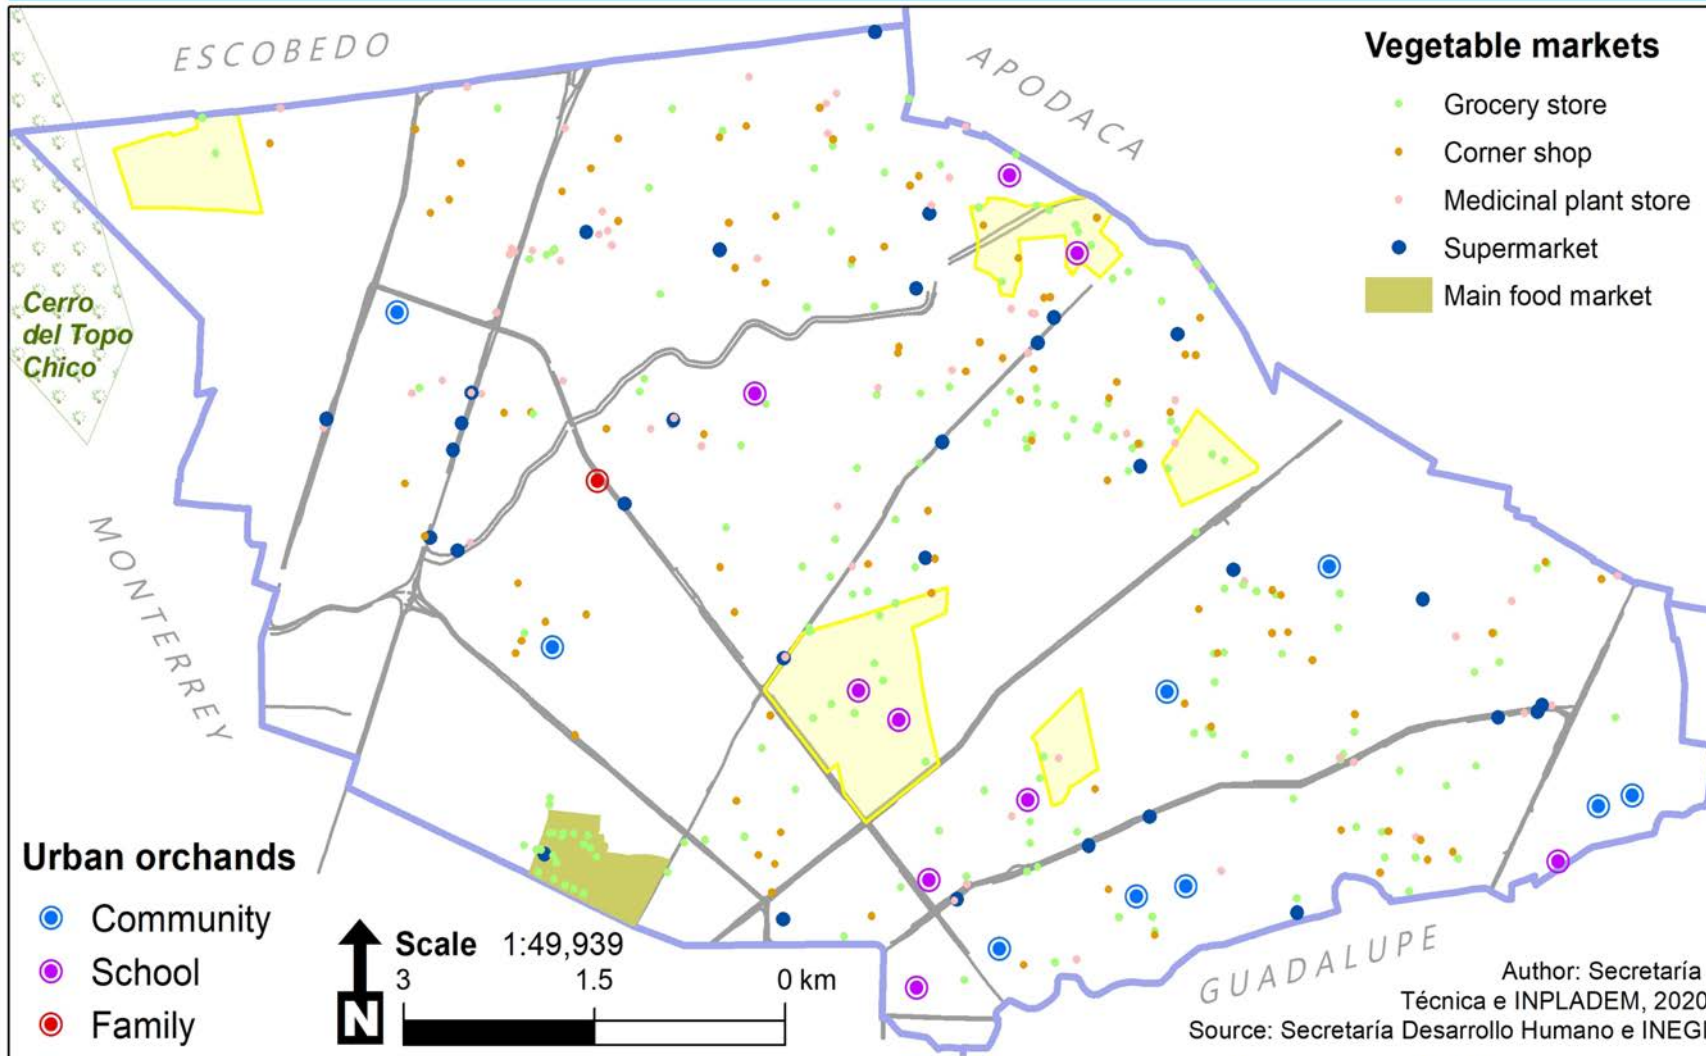 ESCOBEDO
APODACA
Vegetable markets
Grocery store
Corner shop
Medicinal plant store
Supermarket
Main food market
Cerro
del Topo
Chico
MONTERREY
Urban orchands
Community
School
Family
Scale 1:49,939
3 1.5 0 km
N
GUADALUPE
Author: Secretaría
Técnica e INPLADEM, 2020
Source: Secretaría Desarrollo Humano e INEGI